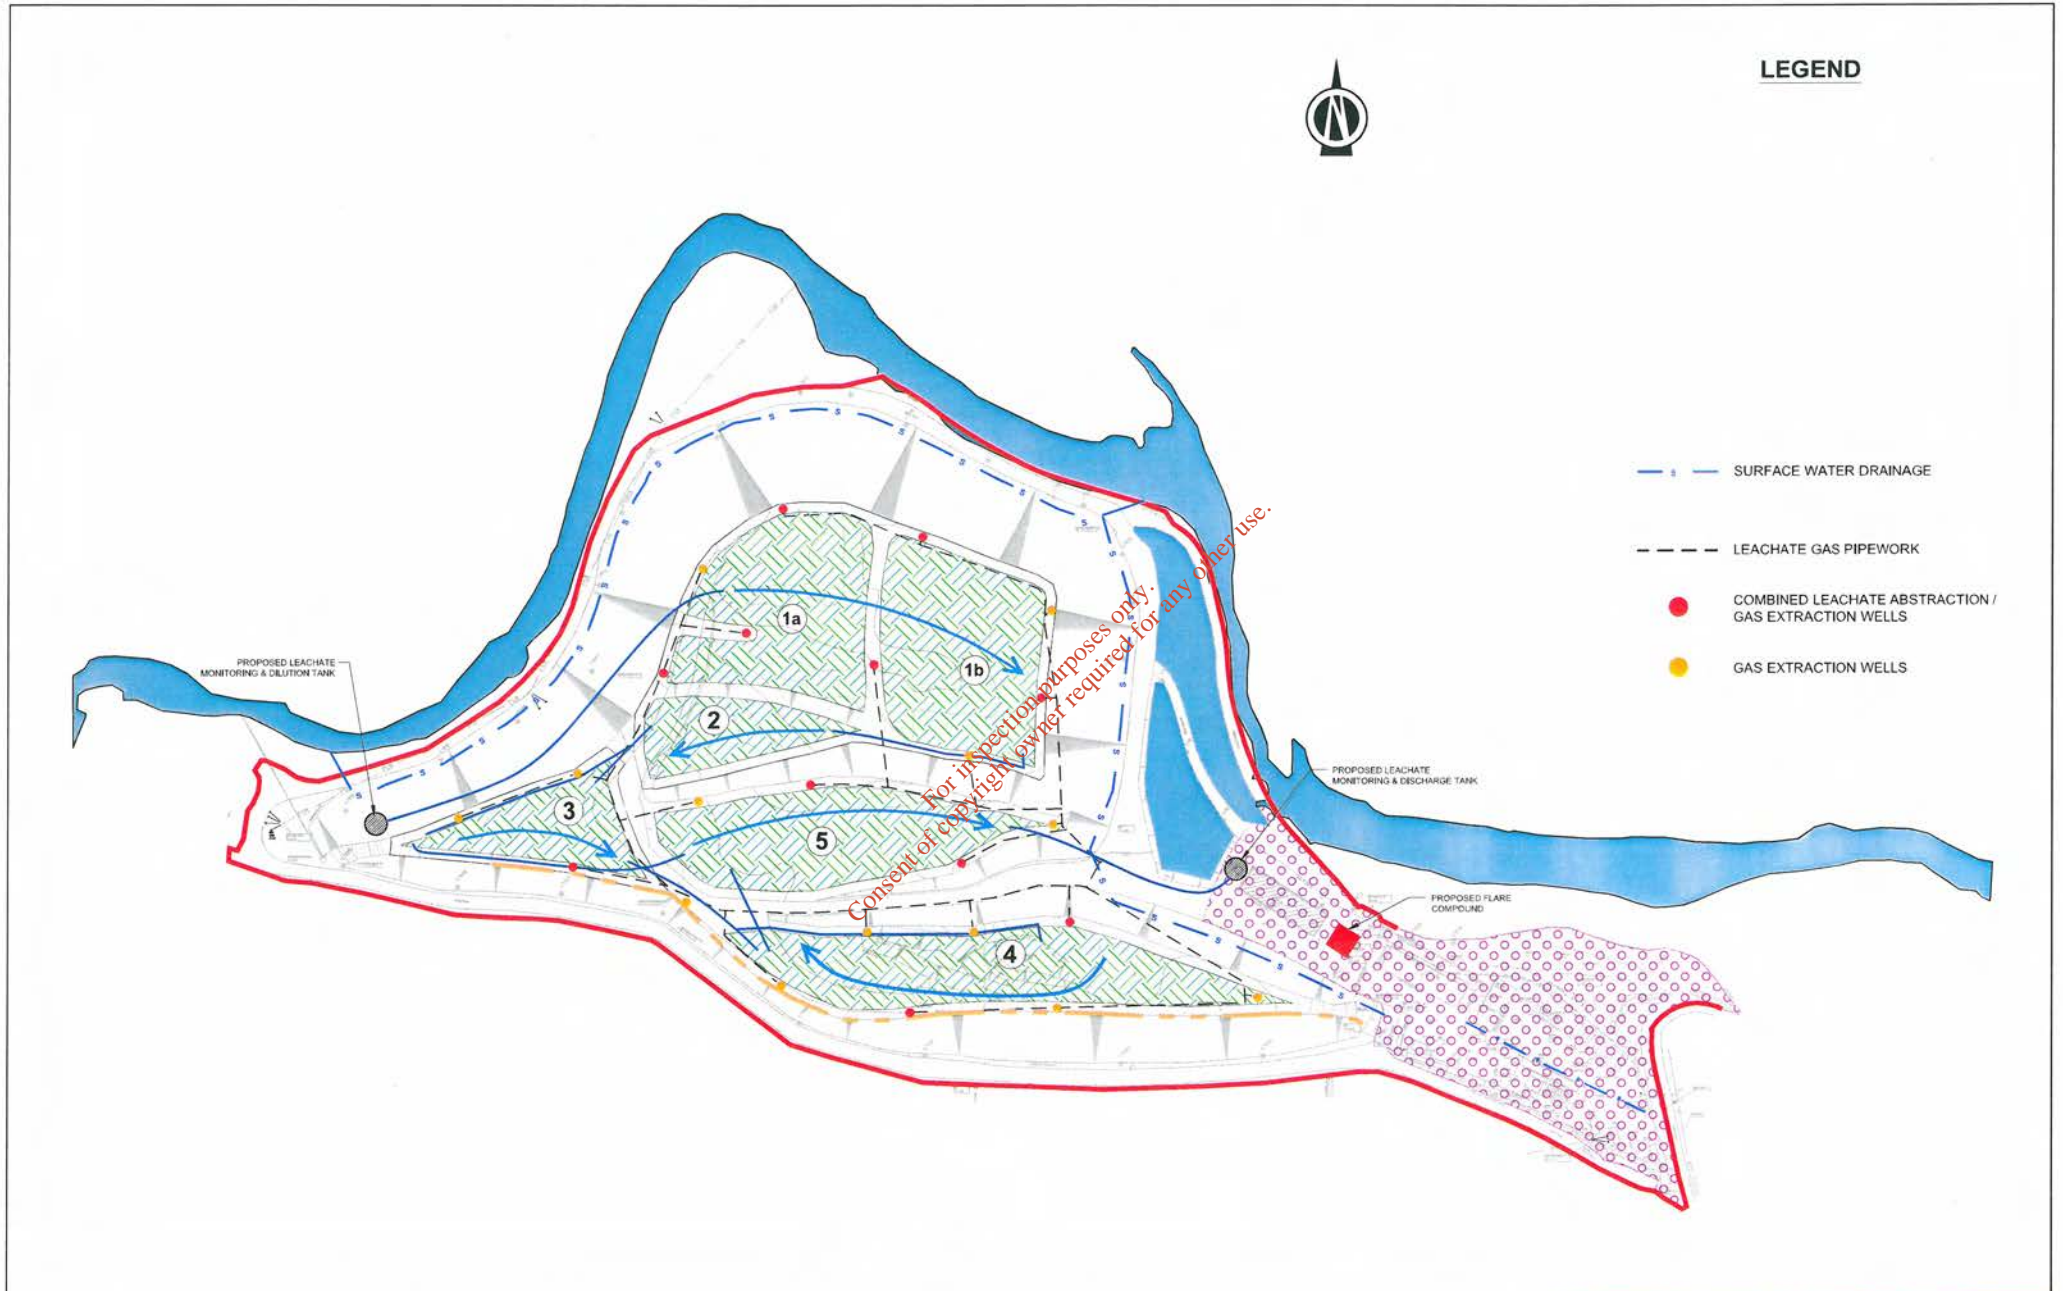 LEGEND
N
SURFACE WATER DRAINAGE
S
LEACHATE GAS PIPEWORK
COMBINED LEACHATE ABSTRACTION /
GAS EXTRACTION WELLS
GAS EXTRACTION WELLS
PROPOSED LEACHATE
MONITORING & DILUTION TANK
1a
1b
2
3
5
4
PROPOSED LEACHATE
MONITORING & DISCHARGE TANK
PROPOSED FLARE
COMPOUND
For inspection purposes only.
Consent of copyright owner required for any other use.